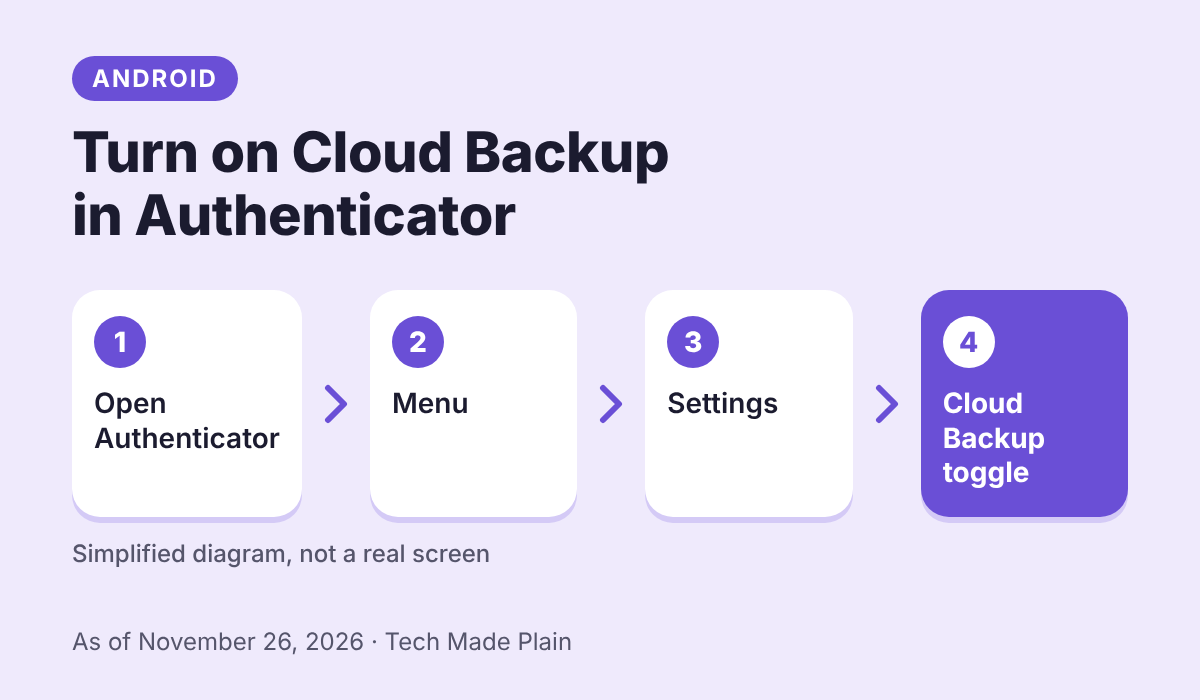 ANDROID
Turn on Cloud Backup
in Authenticator
1
Open
Authenticator
2
Menu
3
Settings
4
Cloud
Backup
toggle
Simplified diagram, not a real screen
As of November 26, 2026 · Tech Made Plain